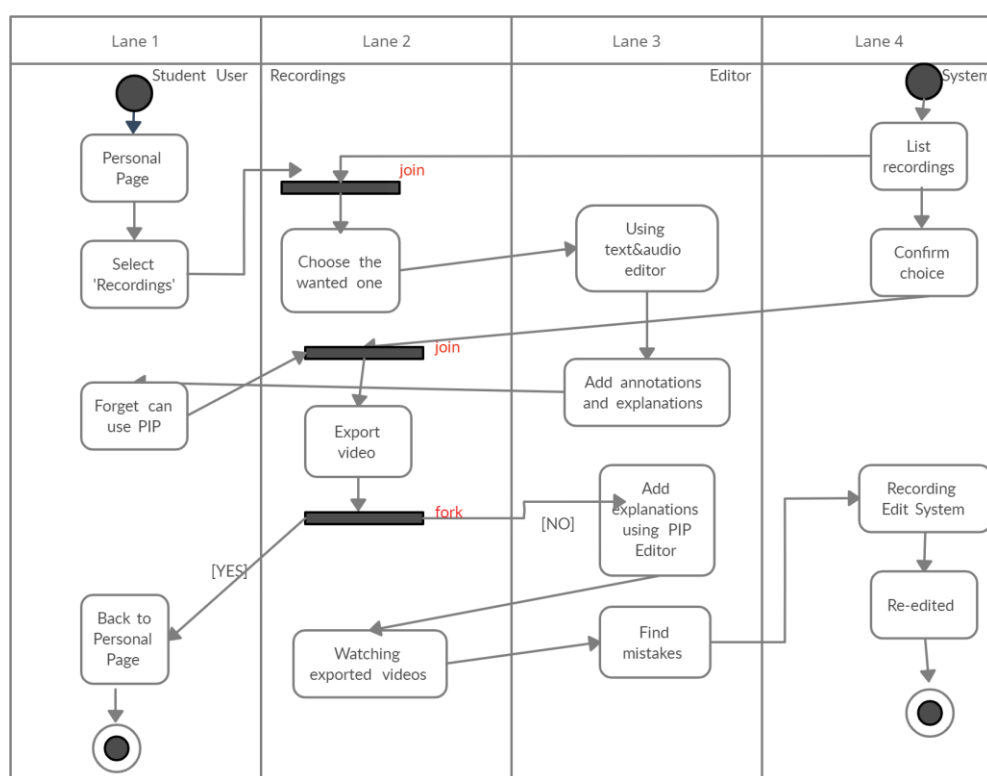 Lane 1
Lane 2
Lane 3
Lane 4
Student User
Recordings
Editor
System
Personal
Page
List
recordings
join
Using
text&audio
editor
Select
'Recordings'
Choose the
wanted one
Confirm
choice
join
Forget can
use PIP
Add annotations
and explanations
Export
video
Add
explanations
using PIP
Editor
Recording
Edit System
fork
[NO]
[YES]
Back to
Personal
Page
Re-edited
Watching
exported videos
Find
mistakes